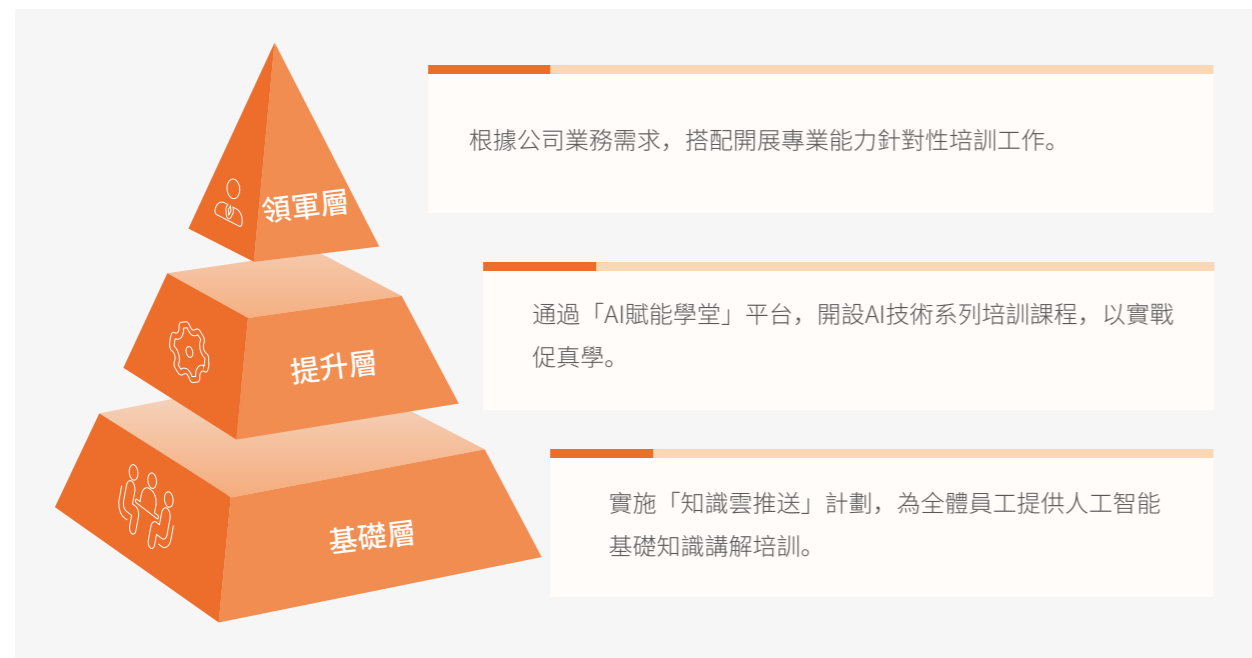 領軍層
根據公司業務需求，搭配開展專業能力針對性培訓工作。
提升層
通過「AI賦能學堂」平台，開設AI技術系列培訓課程，以實戰
促真學。
基礎層
實施「知識雲推送」計劃，為全體員工提供人工智能
基礎知識講解培訓。